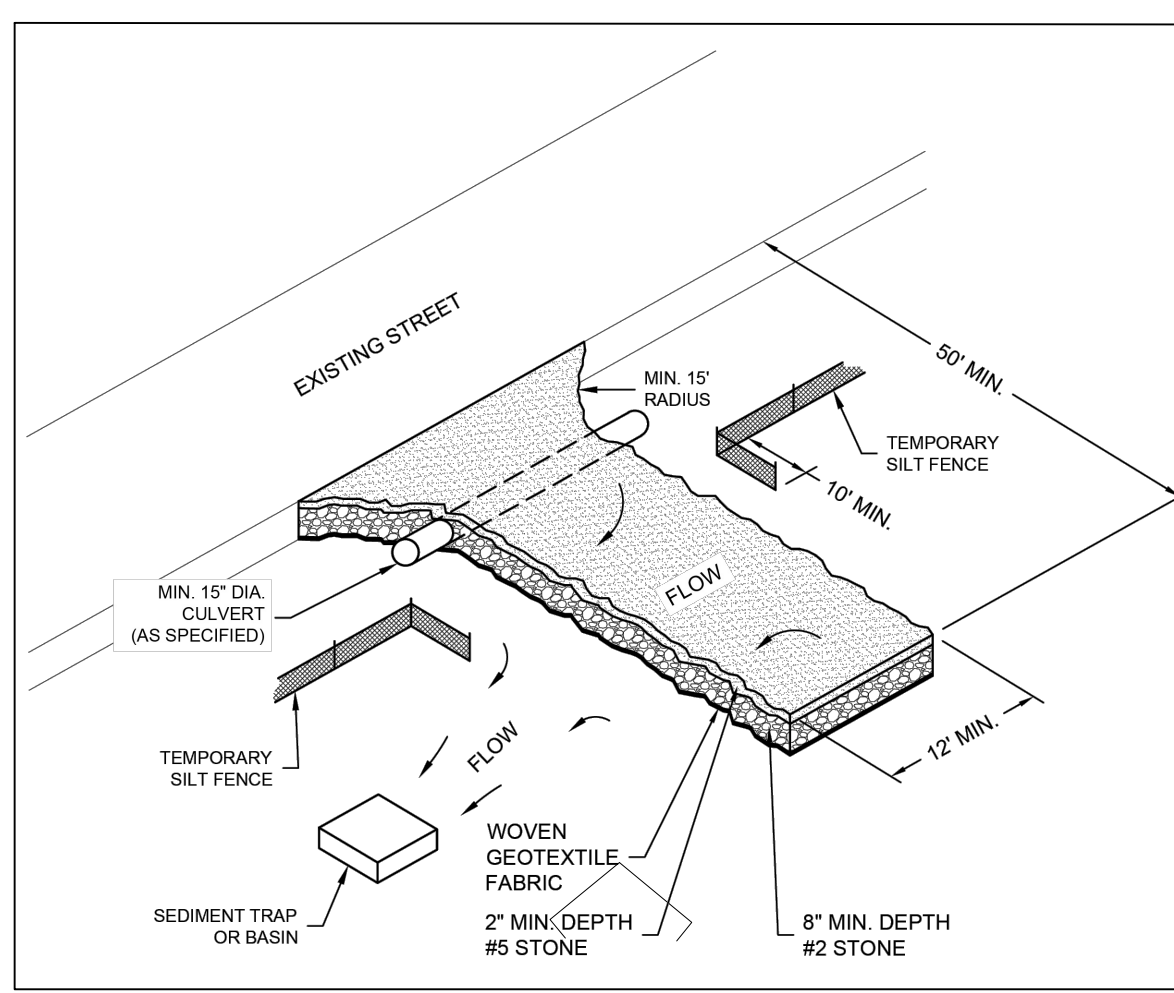 EXISTING STREET
50' MIN.
MIN. 15'
RADIUS
TEMPORARY
SILT FENCE
10' MIN.
FLOW
MIN. 15" DIA.
CULVERT
(AS SPECIFIED)
12' MIN.
FLOW
TEMPORARY
SILT FENCE
WOVEN
GEOTEXTILE
FABRIC
SEDIMENT TRAP
OR BASIN
2" MIN. DEPTH
#5 STONE
8" MIN. DEPTH
#2 STONE